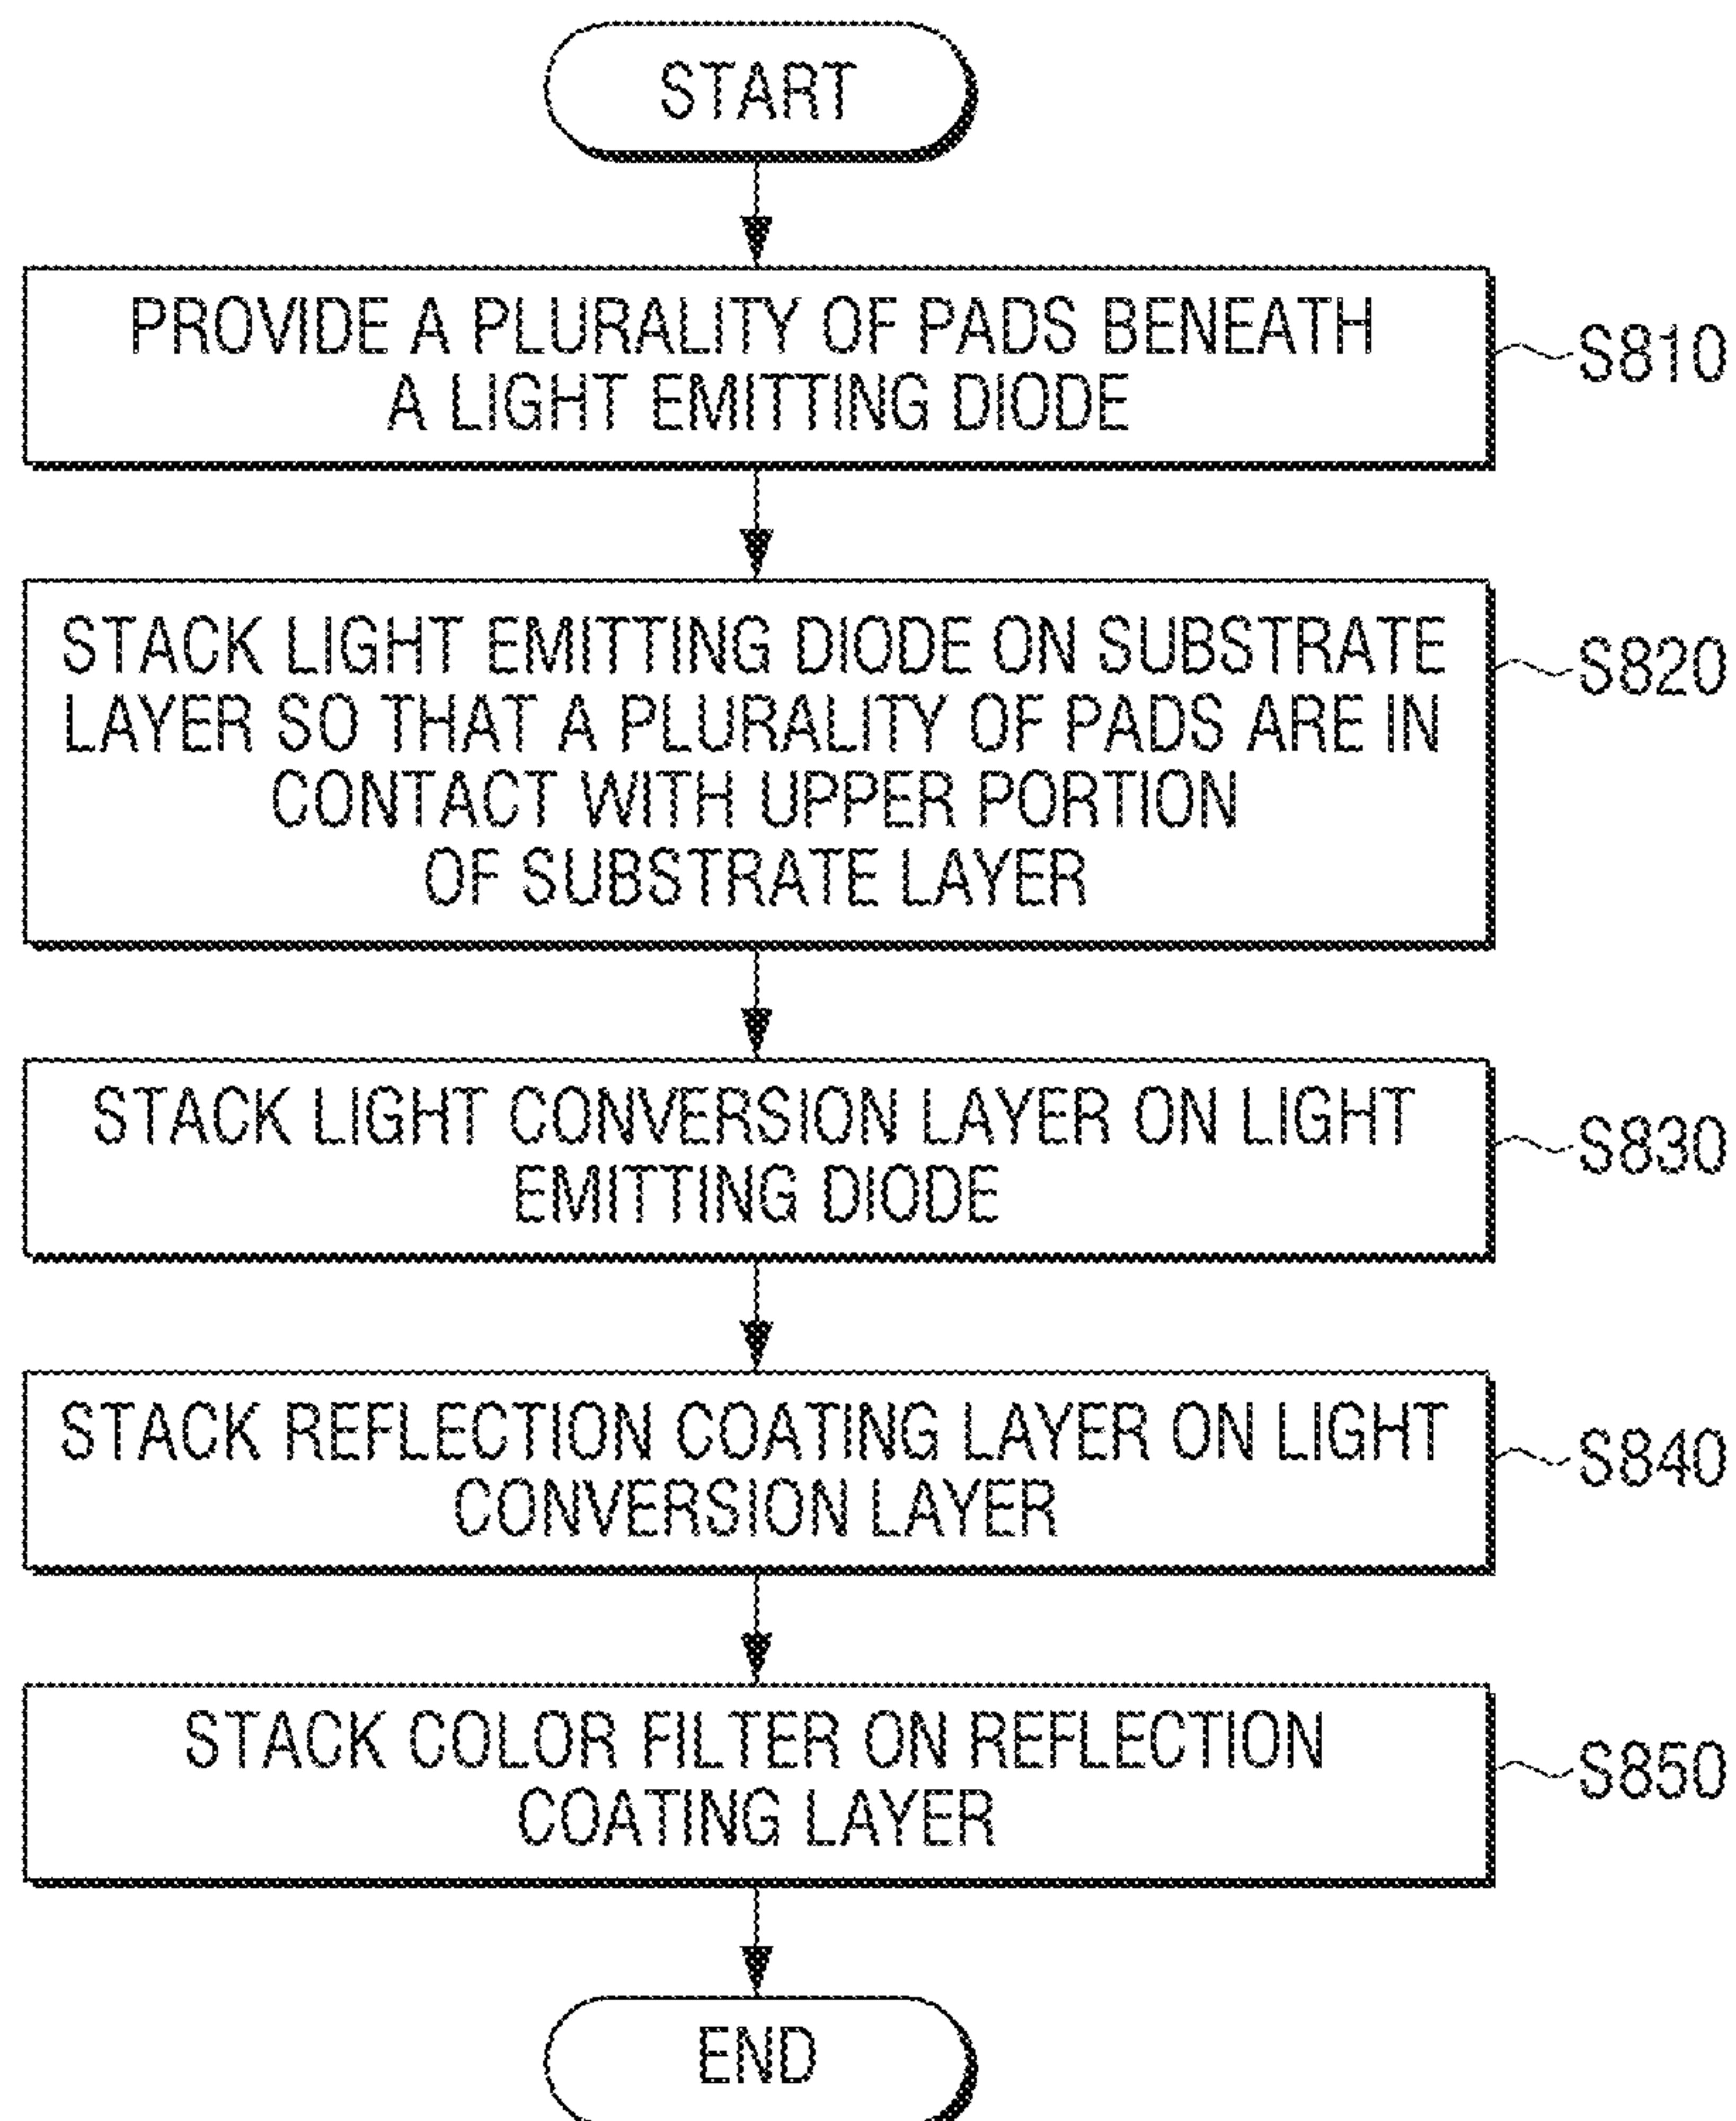 START
PROVIDE A PLURALITY OF PADS BENEATH
A LIGHT EMITTING DIODE
S810
STACK LIGHT EMITTING DIODE ON SUBSTRATE
LAYER SO THAT A PLURALITY OF PADS ARE IN
CONTACT WITH UPPER PORTION
OF SUBSTRATE LAYER
S820
STACK LIGHT CONVERSION LAYER ON LIGHT
EMITTING DIODE
S830
STACK REFLECTION COATING LAYER ON LIGHT
CONVERSION LAYER
S840
STACK COLOR FILTER ON REFLECTION
COATING LAYER
S850
END